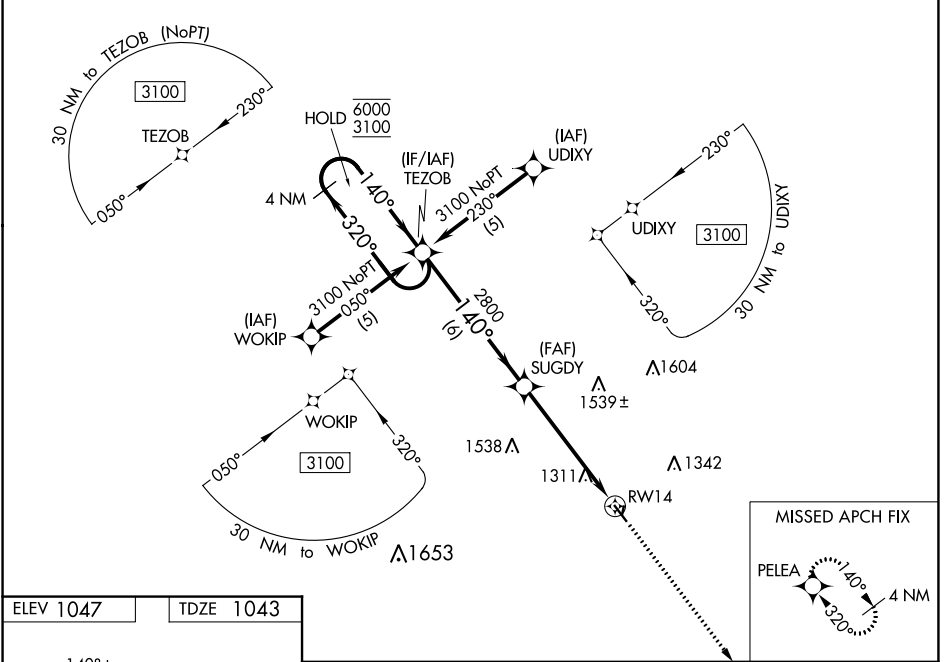 30 NM to TEZOB (NoPT)
3100
230°
TEZOB
050°
HOLD
6000
3100
(IF/IAF)
TEZOB
(IAF)
UDIXY
4 NM
140°
320°
3100 NoPT
230°
(5)
3100 NoPT
050°
(5)
(IAF)
WOKIP
230°
UDIXY
3100
320°
30 NM to UDIXY
2800
140°
(6)
(FAF)
SUGDY
1604
1539±
1538
1311
1342
RW14
WOKIP
050°
3100
320°
30 NM to WOKIP
1653
MISSED APCH FIX
PELEA
140°
320°
4 NM
ELEV 1047
TDZE 1043